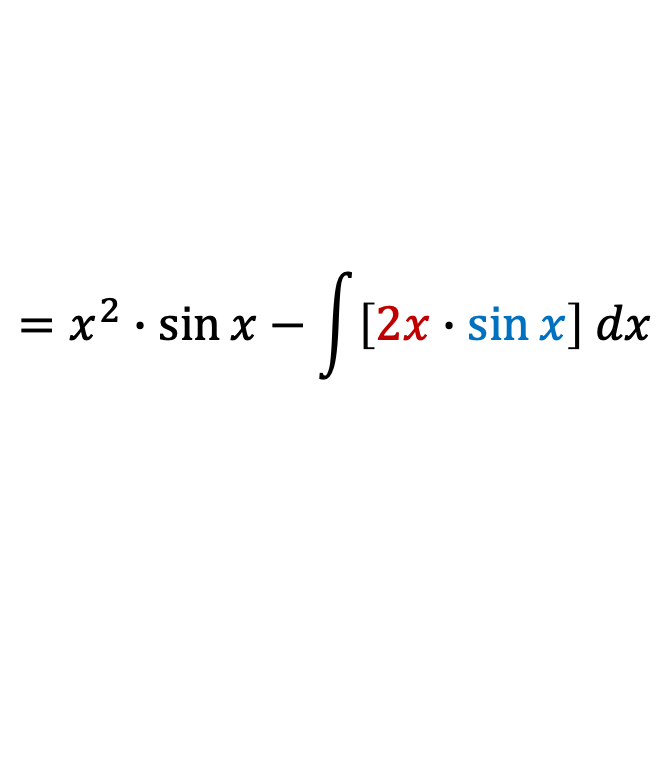 = x² · sin x − ∫ [2x · sin x] dx